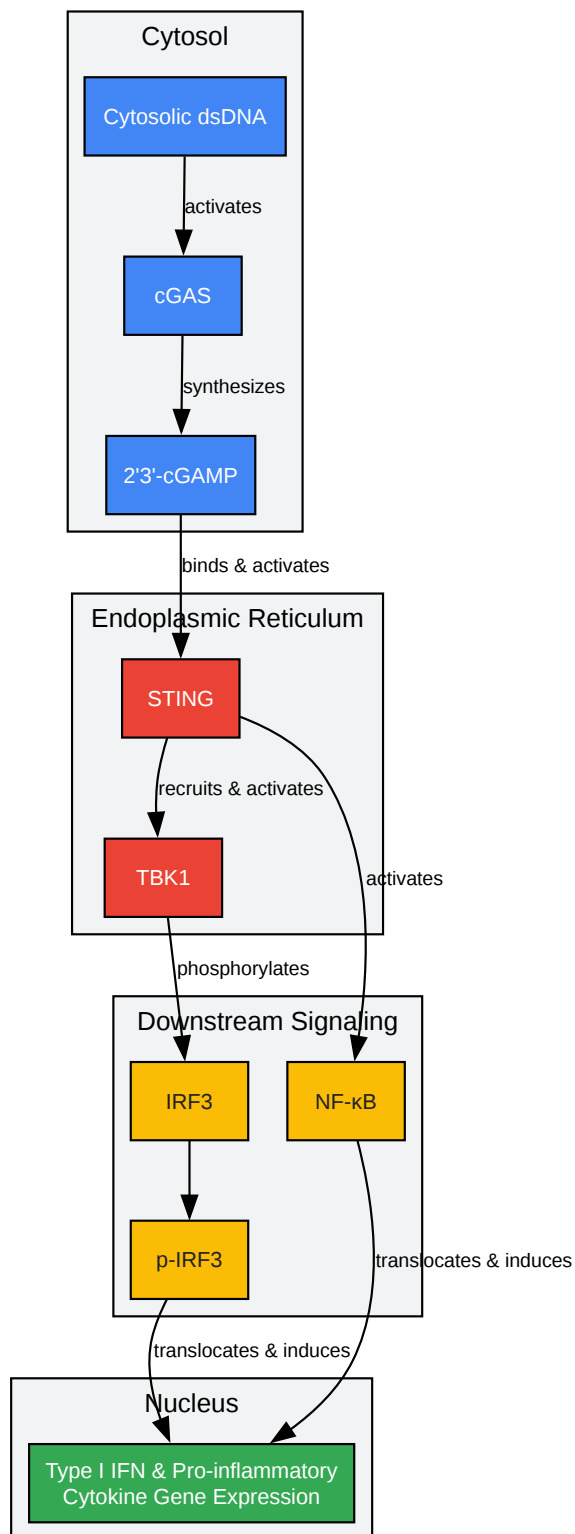 Cytosol
Cytosolic dsDNA
activates
cGAS
synthesizes
2'3'-cGAMP
binds & activates
Endoplasmic Reticulum
STING
recruits & activates
TBK1
activates
phosphorylates
Downstream Signaling
IRF3
NF-κB
p-IRF3
translocates & induces
translocates & induces
Nucleus
Type I IFN & Pro-inflammatory
Cytokine Gene Expression